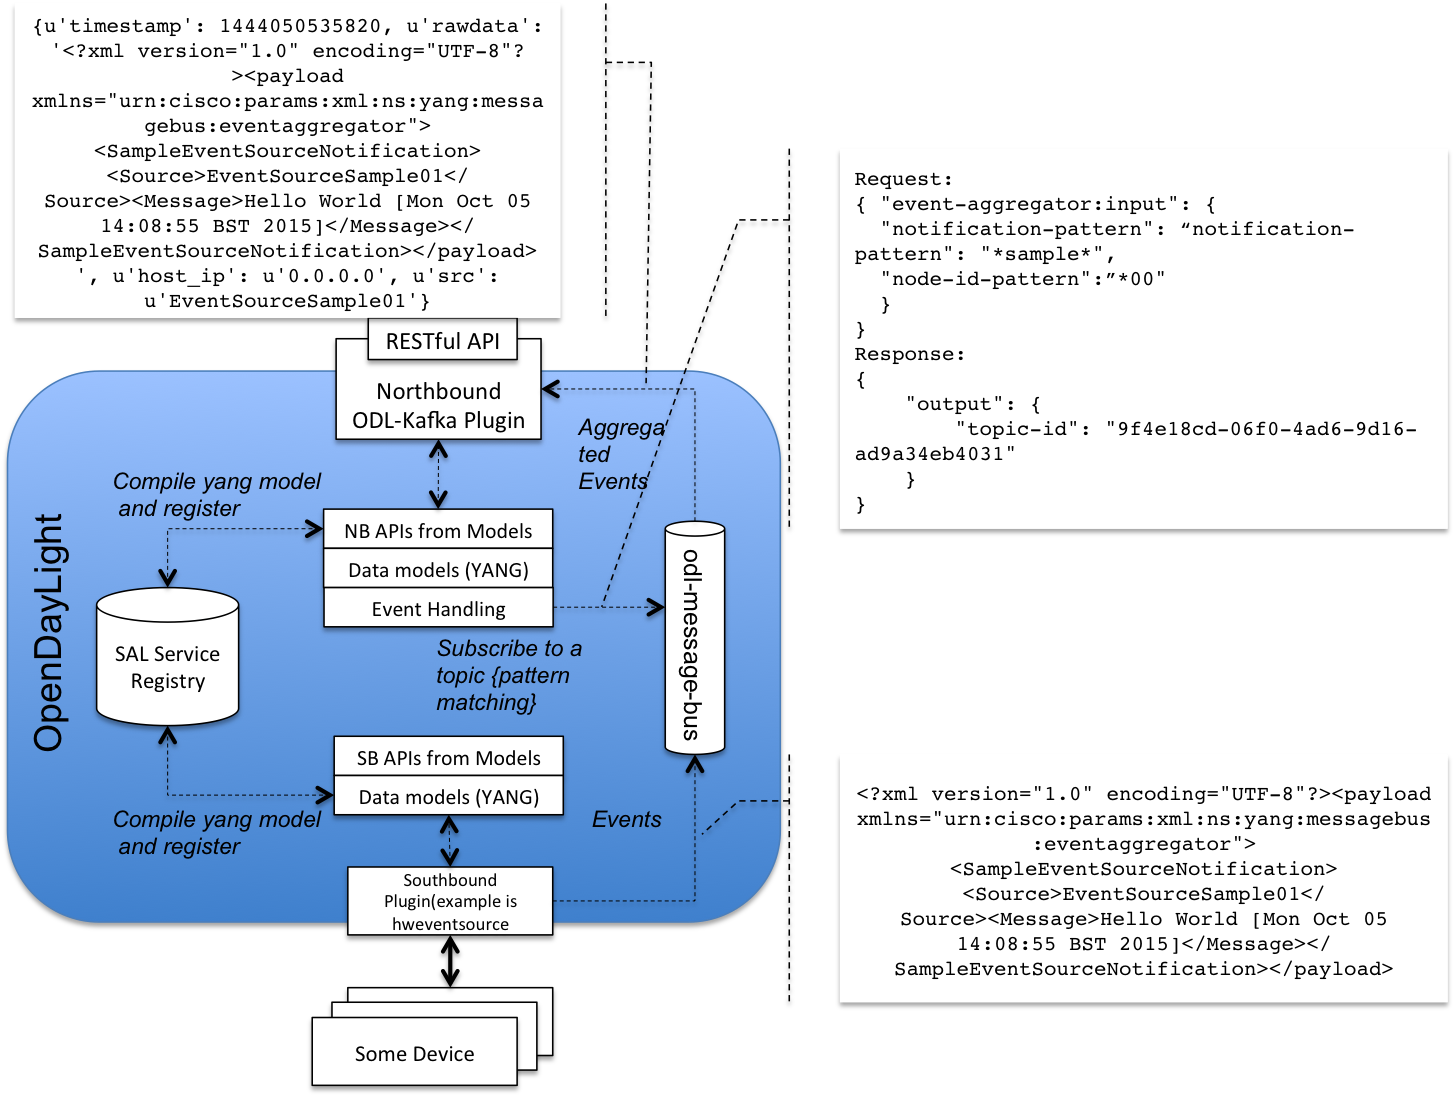 {u'timestamp': 1444050535820, u'rawdata':
'<?xml version="1.0" encoding="UTF-8"?
><payload
xmlns="urn:cisco:params:xml:ns:yang:messa
gebus:eventaggregator">
<SampleEventSourceNotification>
<Source>EventSourceSample01</
Source><Message>Hello World [Mon Oct 05
14:08:55 BST 2015]</Message></
SampleEventSourceNotification></payload>
', u'host_ip': u'0.0.0.0', u'src':
u'EventSourceSample01'}
Request:
{ "event-aggregator:input": {
"notification-pattern": “notification-
pattern": "*sample*",
"node-id-pattern":”*00"
}
}
Response:
{
"output": {
"topic-id": "9f4e18cd-06f0-4ad6-9d16-
ad9a34eb4031"
}
}
RESTful API
Northbound
ODL-Kafka Plugin
Aggrega
ted
Events
Compile yang model
and register
NB APIs from Models
Data models (YANG)
Event Handling
OpenDayLight
SAL Service
Registry
odl-message-bus
Subscribe to a
topic {pattern
matching}
SB APIs from Models
Data models (YANG)
Compile yang model
and register
Events
Southbound
Plugin(example is
hweventsource
Some Device
<?xml version="1.0" encoding="UTF-8"?><payload
xmlns="urn:cisco:params:xml:ns:yang:messagebus
:eventaggregator">
<SampleEventSourceNotification>
<Source>EventSourceSample01</
Source><Message>Hello World [Mon Oct 05
14:08:55 BST 2015]</Message></
SampleEventSourceNotification></payload>